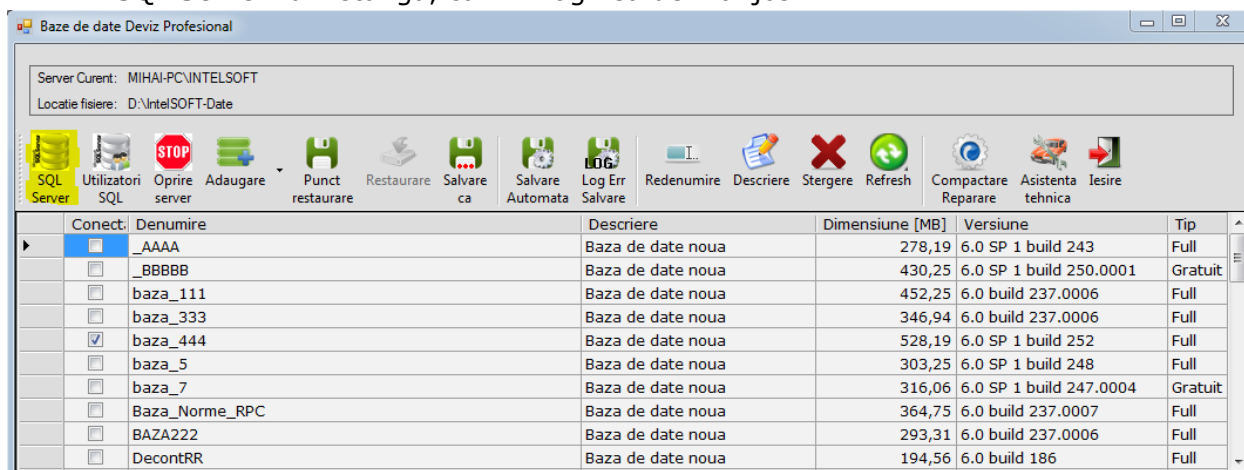 Baze de date Deviz Profesional
Server Curent: MIHAI-PC\INTELSOFT
Locatie fisiere: D:\IntelSOFT-Date
SQL Server
Utilizatori SQL
STOP
Oprire server
Adaugare
Punct restaurare
Restaurare
Salvare ca
Salvare Automata
LOG
Log Err Salvare
Redenumire
Descriere
Stergere
Refresh
Compactare Reparare
Asistenta tehnica
Iesire
Conect. Denumire Descriere Dimensiune [MB] Versiune Tip
_AAAA Baza de date noua 278,19 6.0 SP 1 build 243 Full
_BBBBB Baza de date noua 430,25 6.0 SP 1 build 250.0001 Gratuit
baza_111 Baza de date noua 452,25 6.0 build 237.0006 Full
baza_333 Baza de date noua 346,94 6.0 build 237.0006 Full
baza_444 Baza de date noua 528,19 6.0 SP 1 build 252 Full
baza_5 Baza de date noua 303,25 6.0 SP 1 build 248 Full
baza_7 Baza de date noua 316,06 6.0 SP 1 build 247.0004 Gratuit
Baza_Norme_RPC Baza de date noua 364,75 6.0 build 237.0007 Full
BAZA222 Baza de date noua 293,31 6.0 build 237.0006 Full
DecontRR Baza de date noua 194,56 6.0 build 186 Full